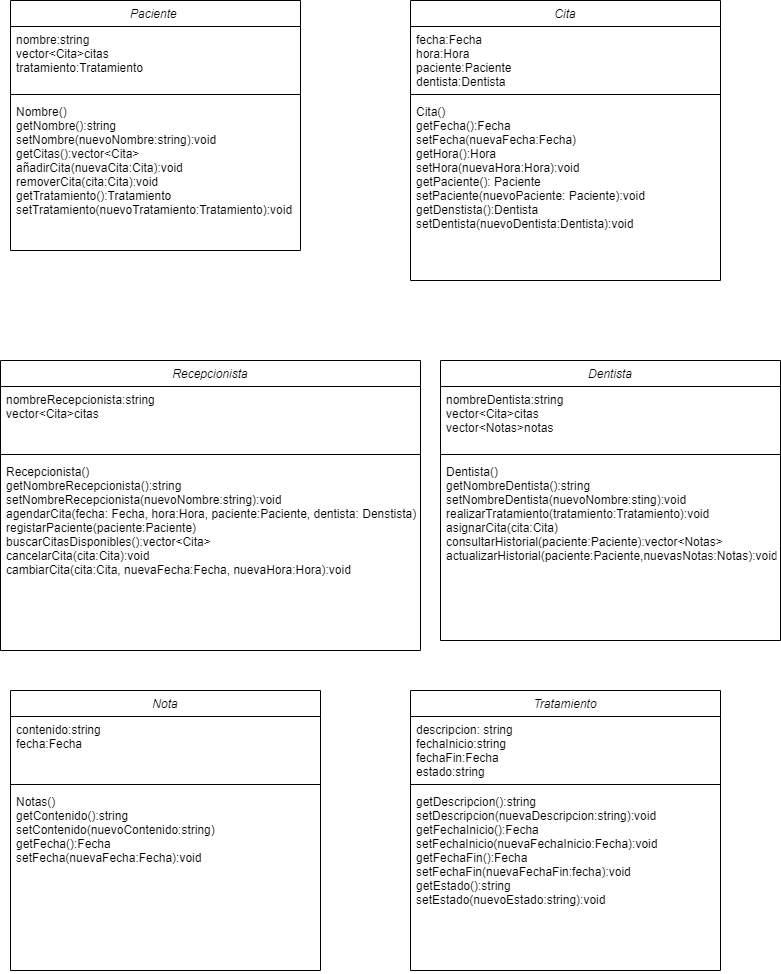 Paciente
nombre:string
vector<Cita>citas
tratamiento:Tratamiento
Nombre()
getNombre():string
setNombre(nuevoNombre:string):void
getCitas():vector<Cita>
añadirCita(nuevaCita:Cita):void
removerCita(cita:Cita):void
getTratamiento():Tratamiento
setTratamiento(nuevoTratamiento:Tratamiento):void
Cita
fecha:Fecha
hora:Hora
paciente:Paciente
dentista:Dentista
Cita()
getFecha():Fecha
setFecha(nuevaFecha:Fecha)
getHora():Hora
setHora(nuevaHora:Hora):void
getPaciente(): Paciente
setPaciente(nuevoPaciente: Paciente):void
getDenstista():Dentista
setDentista(nuevoDentista:Dentista):void
Recepcionista
nombreRecepcionista:string
vector<Cita>citas
Recepcionista()
getNombreRecepcionista():string
setNombreRecepcionista(nuevoNombre:string):void
agendarCita(fecha: Fecha, hora:Hora, paciente:Paciente, dentista: Denstista)
registarPaciente(paciente:Paciente)
buscarCitasDisponibles():vector<Cita>
cancelarCita(cita:Cita):void
cambiarCita(cita:Cita, nuevaFecha:Fecha, nuevaHora:Hora):void
Dentista
nombreDentista:string
vector<Cita>citas
vector<Notas>notas
Dentista()
getNombreDentista():string
setNombreDentista(nuevoNombre:sting):void
realizarTratamiento(tratamiento:Tratamiento):void
asignarCita(cita:Cita)
consultarHistorial(paciente:Paciente):vector<Notas>
actualizarHistorial(paciente:Paciente,nuevasNotas:Notas):void
Nota
contenido:string
fecha:Fecha
Notas()
getContenido():string
setContenido(nuevoContenido:string)
getFecha():Fecha
setFecha(nuevaFecha:Fecha):void
Tratamiento
descripcion: string
fechaInicio:string
fechaFin:Fecha
estado:string
getDescripcion():string
setDescripcion(nuevaDescripcion:string):void
getFechaInicio():Fecha
setFechaInicio(nuevaFechaInicio:Fecha):void
getFechaFin():Fecha
setFechaFin(nuevaFechaFin:fecha):void
getEstado():string
setEstado(nuevoEstado:string):void